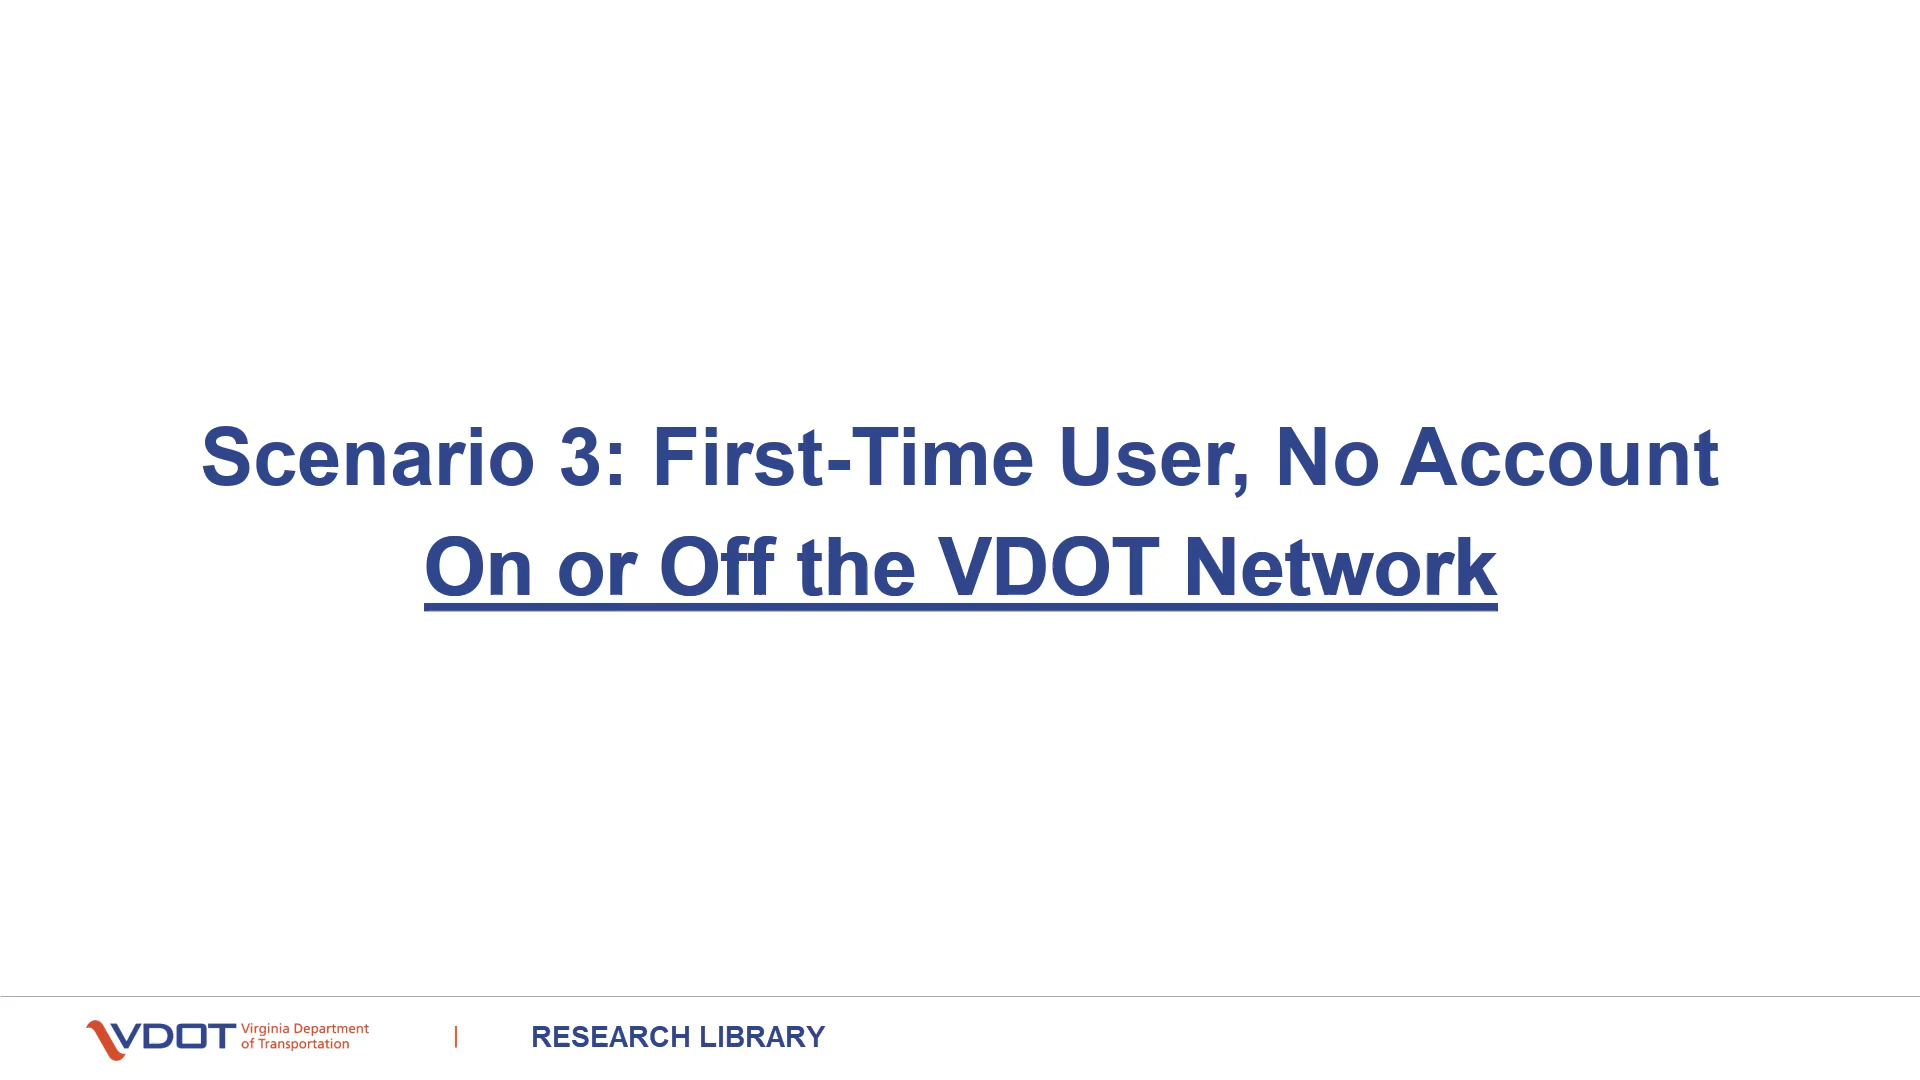 Scenario 3: First-Time User, No Account
On or Off the VDOT Network
VDOT Virginia Department
of Transportation
| RESEARCH LIBRARY